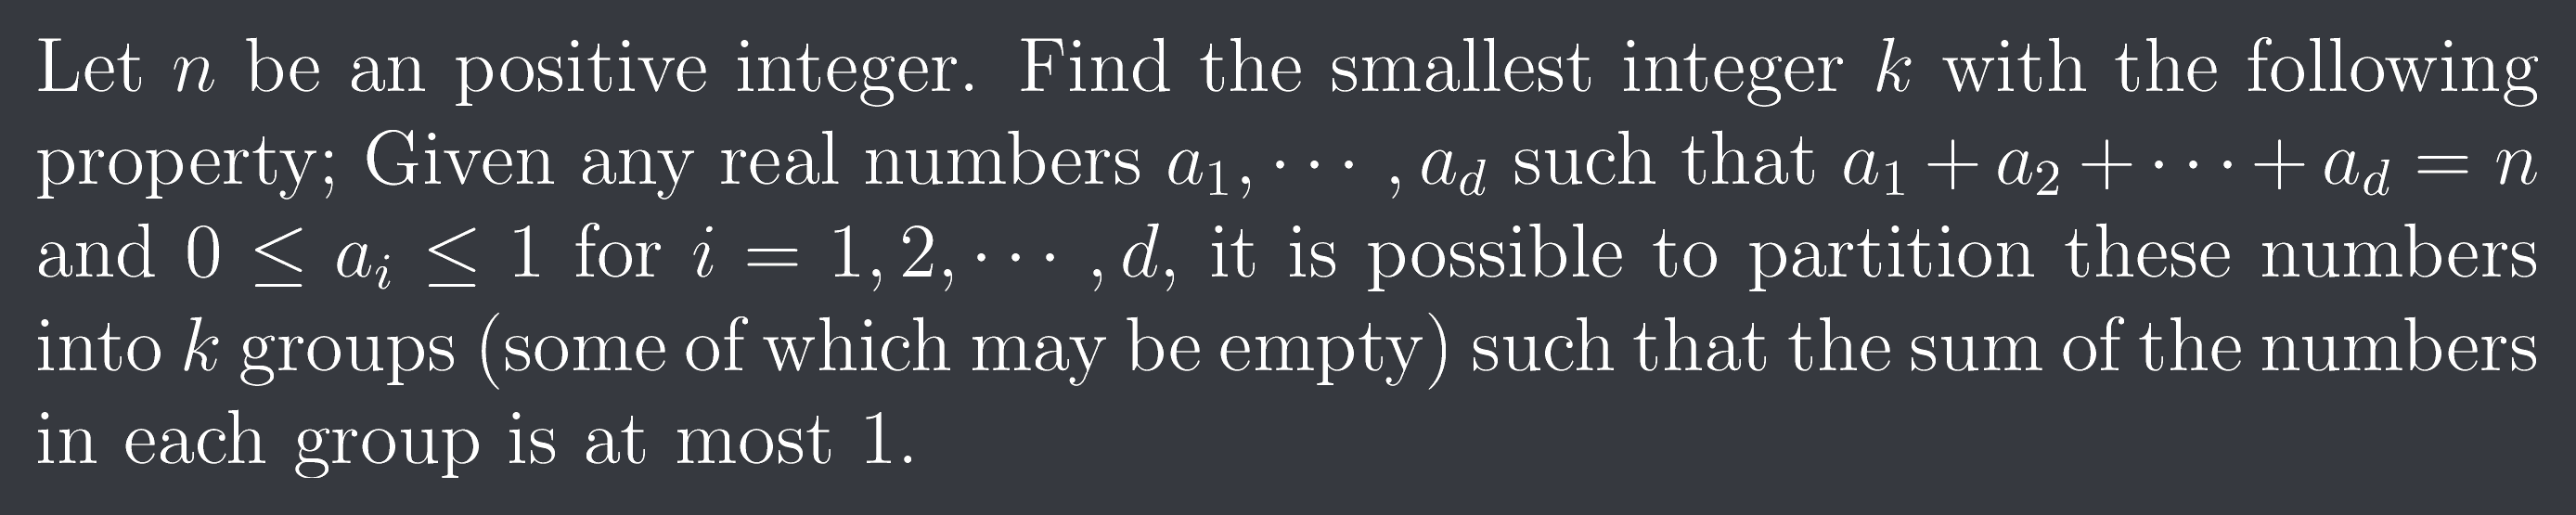 Let n be an positive integer. Find the smallest integer k with the following
property; Given any real numbers a₁, ⋯ , a_d such that a₁ + a₂ + ⋯ + a_d = n
and 0 ≤ aᵢ ≤ 1 for i = 1, 2, ⋯ , d, it is possible to partition these numbers
into k groups (some of which may be empty) such that the sum of the numbers
in each group is at most 1.